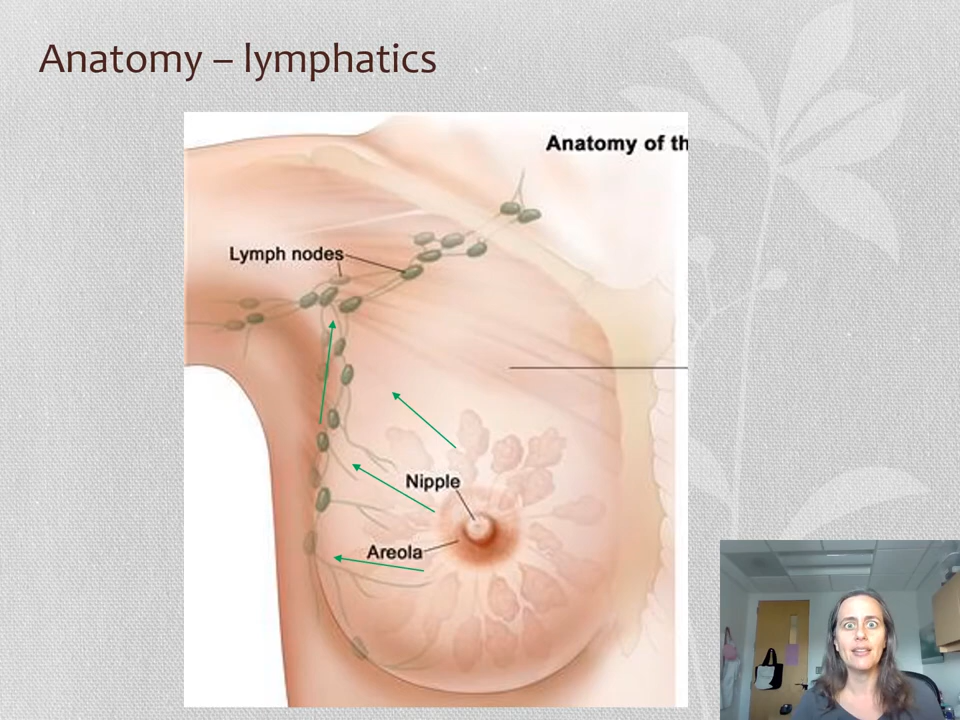 Anatomy – lymphatics
Anatomy of th
Lymph nodes
Nipple
Areola